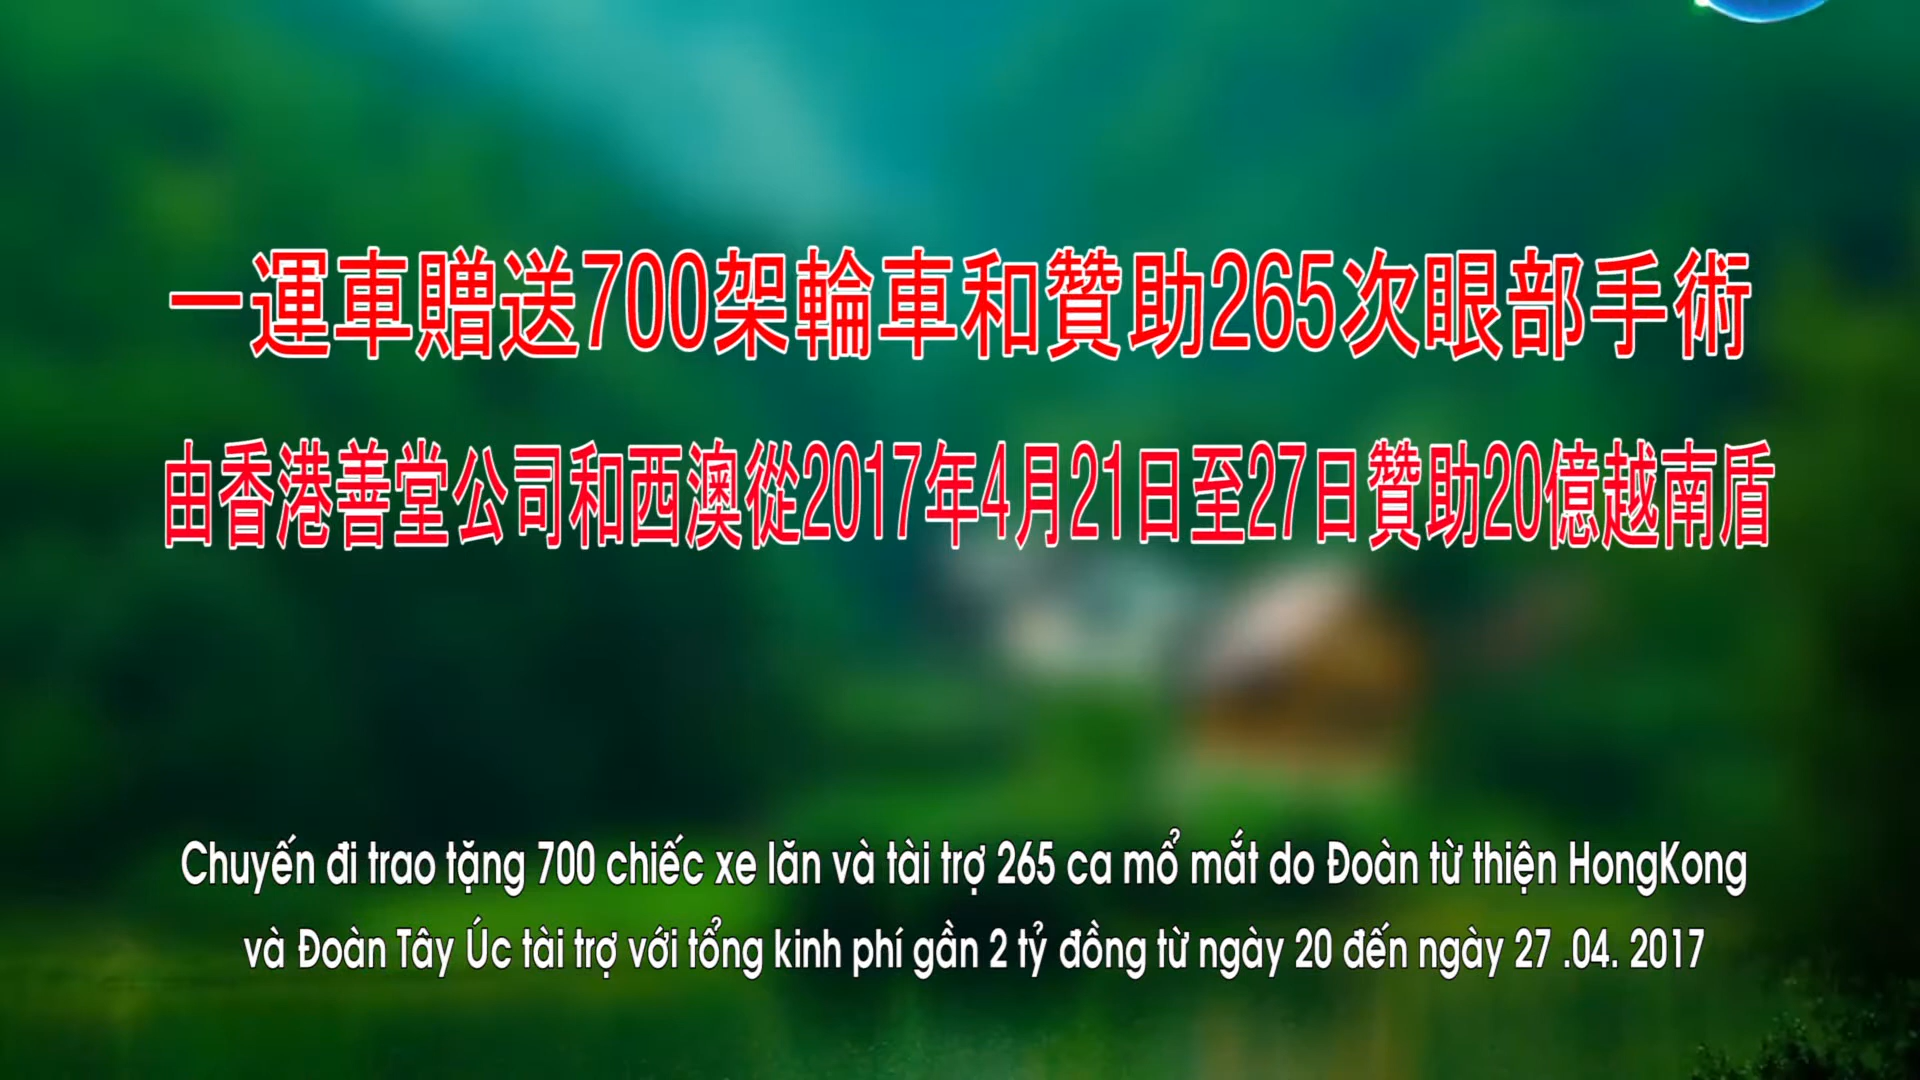 一運車贈送700架輪車和贊助265次眼部手術
由香港善堂公司和西澳從2017年4月21日至27日贊助20億越南盾
Chuyến đi trao tặng 700 chiếc xe lăn và tài trợ 265 ca mổ mắt do Đoàn từ thiện HongKong
và Đoàn Tây Úc tài trợ với tổng kinh phí gần 2 tỷ đồng từ ngày 20 đến ngày 27 .04. 2017